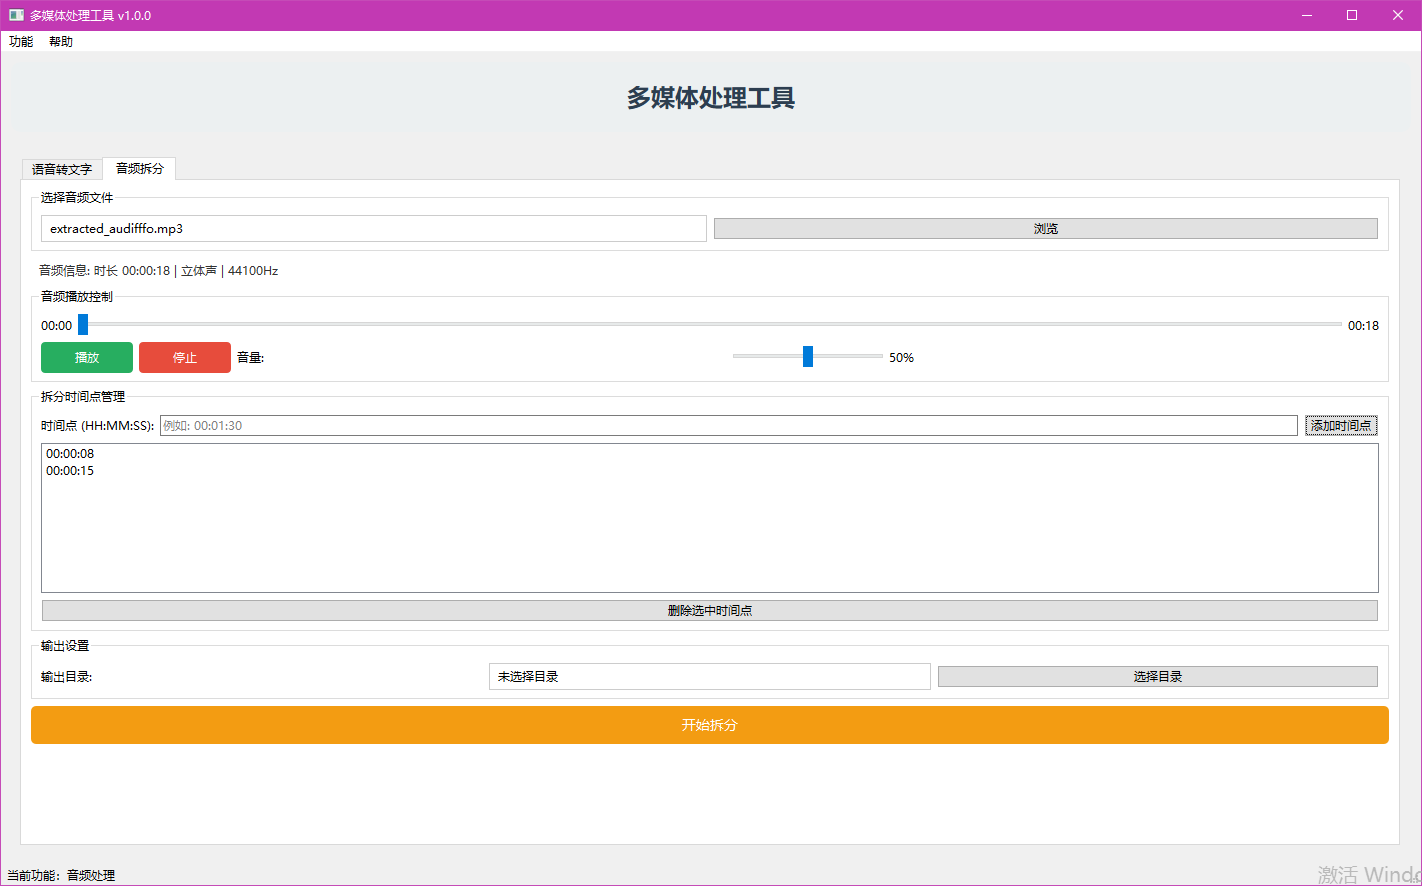 多媒体处理工具 v1.0.0
功能 帮助
多媒体处理工具
语音转文字 音频拆分
选择音频文件
extracted_audifffo.mp3 浏览
音频信息: 时长 00:00:18 | 立体声 | 44100Hz
音频播放控制
00:00 00:18
播放 停止 音量: 50%
拆分时间点管理
时间点 (HH:MM:SS): 例如: 00:01:30 添加时间点
00:00:08
00:00:15
删除选中时间点
输出设置
输出目录: 未选择目录 选择目录
开始拆分
当前功能：音频处理
激活 Windo